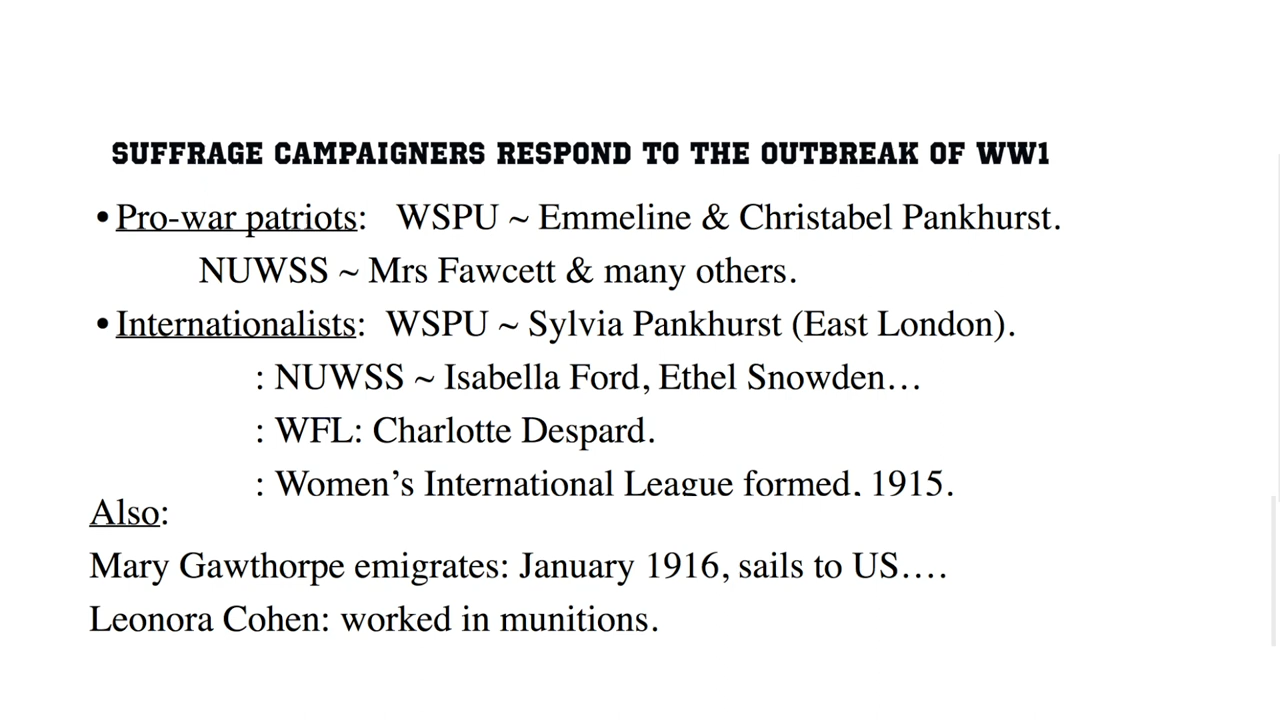 SUFFRAGE CAMPAIGNERS RESPOND TO THE OUTBREAK OF WW1
• Pro-war patriots: WSPU ~ Emmeline & Christabel Pankhurst.
NUWSS ~ Mrs Fawcett & many others.
• Internationalists: WSPU ~ Sylvia Pankhurst (East London).
: NUWSS ~ Isabella Ford, Ethel Snowden…
: WFL: Charlotte Despard.
: Women’s International League formed, 1915.
Also:
Mary Gawthorpe emigrates: January 1916, sails to US….
Leonora Cohen: worked in munitions.